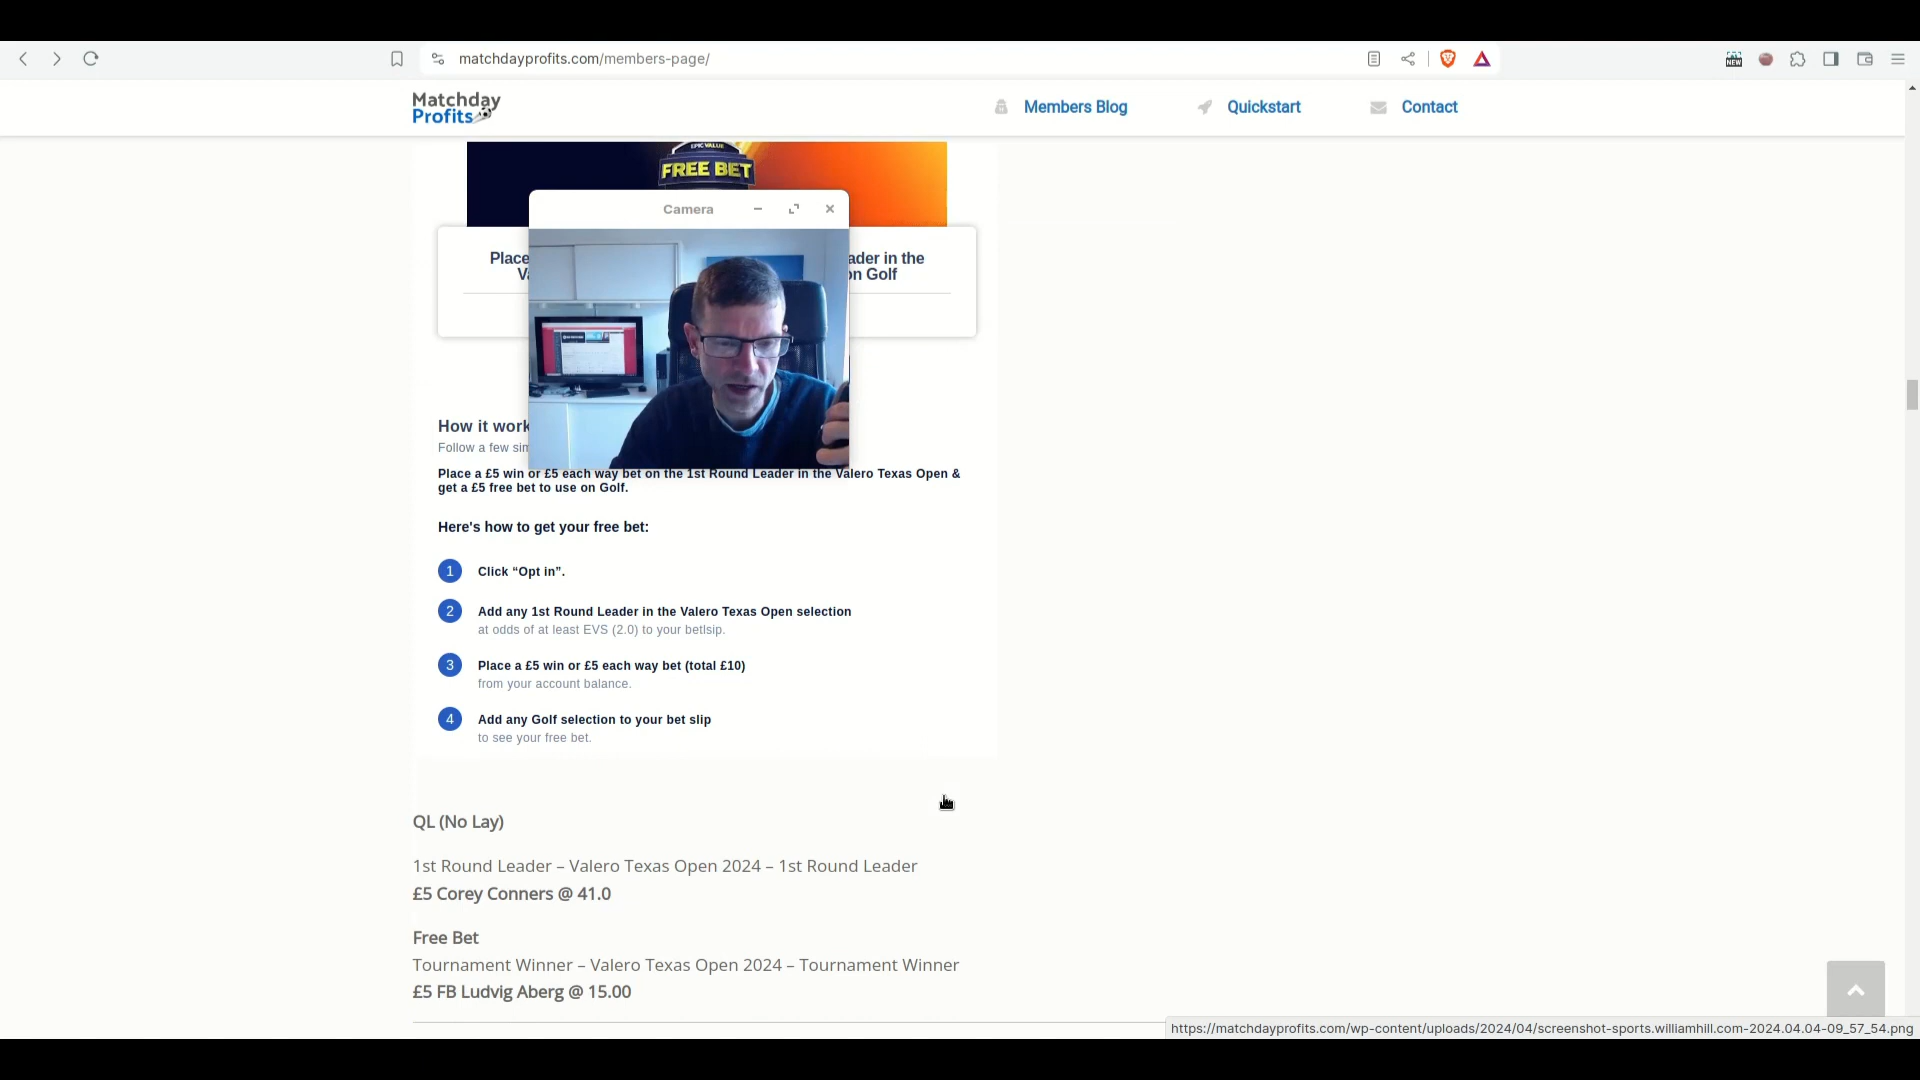 matchdayprofits.com/members-page/
NEW
Matchday
Profits
Members Blog
Quickstart
Contact
EPIC VALUE
FREE BET
Camera
Place
ader in the
on Golf
How it work
Follow a few sim
Place a £5 win or £5 each way bet on the 1st Round Leader in the Valero Texas Open &
get a £5 free bet to use on Golf.
Here's how to get your free bet:
1
Click “Opt in”.
2
Add any 1st Round Leader in the Valero Texas Open selection
at odds of at least EVS (2.0) to your betlsip.
3
Place a £5 win or £5 each way bet (total £10)
from your account balance.
4
Add any Golf selection to your bet slip
to see your free bet.
QL (No Lay)
1st Round Leader – Valero Texas Open 2024 – 1st Round Leader
£5 Corey Conners @ 41.0
Free Bet
Tournament Winner – Valero Texas Open 2024 – Tournament Winner
£5 FB Ludvig Aberg @ 15.00
https://matchdayprofits.com/wp-content/uploads/2024/04/screenshot-sports.williamhill.com-2024.04.04-09_57_54.png